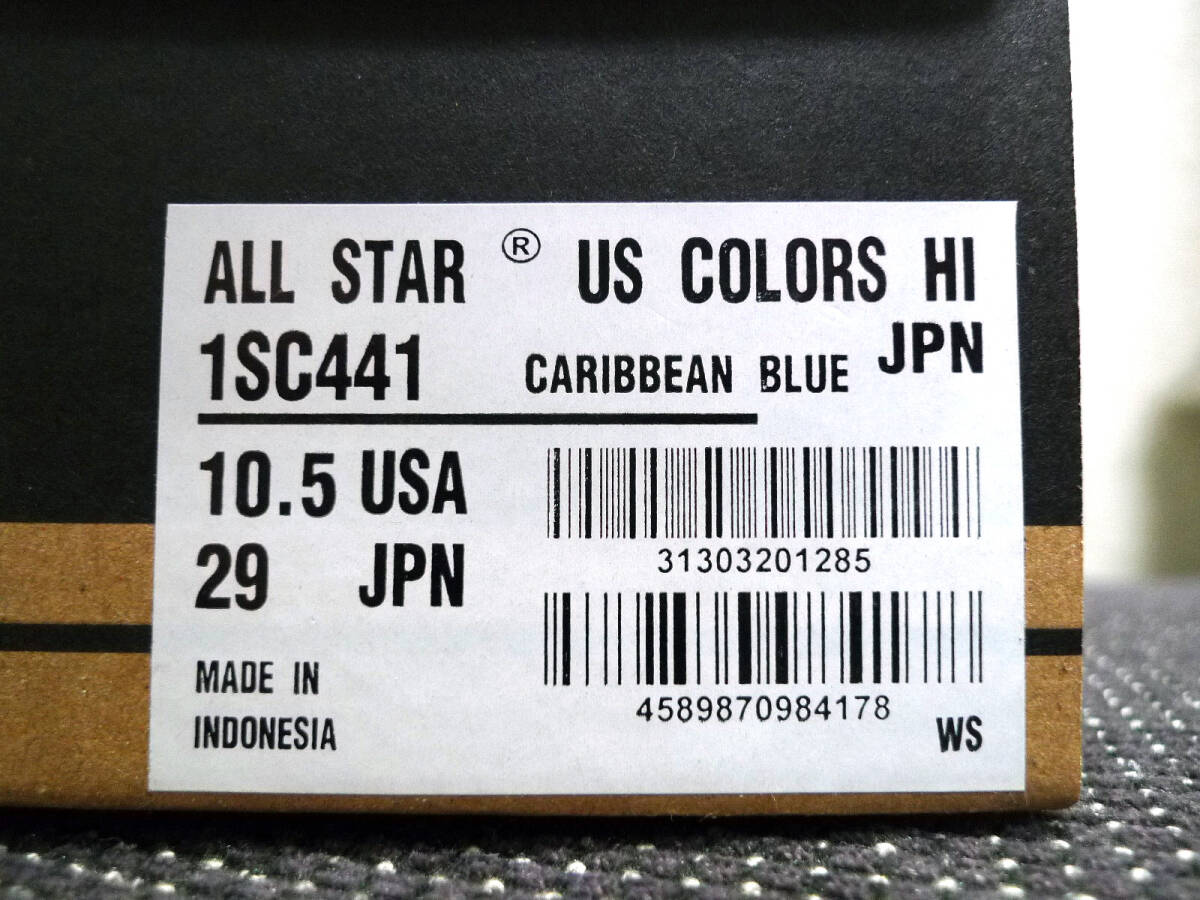 ALL STAR ® US COLORS HI
1SC441 CARIBBEAN BLUE JPN
10.5 USA
29 JPN
31303201285
4589870984178
MADE IN
INDONESIA
WS